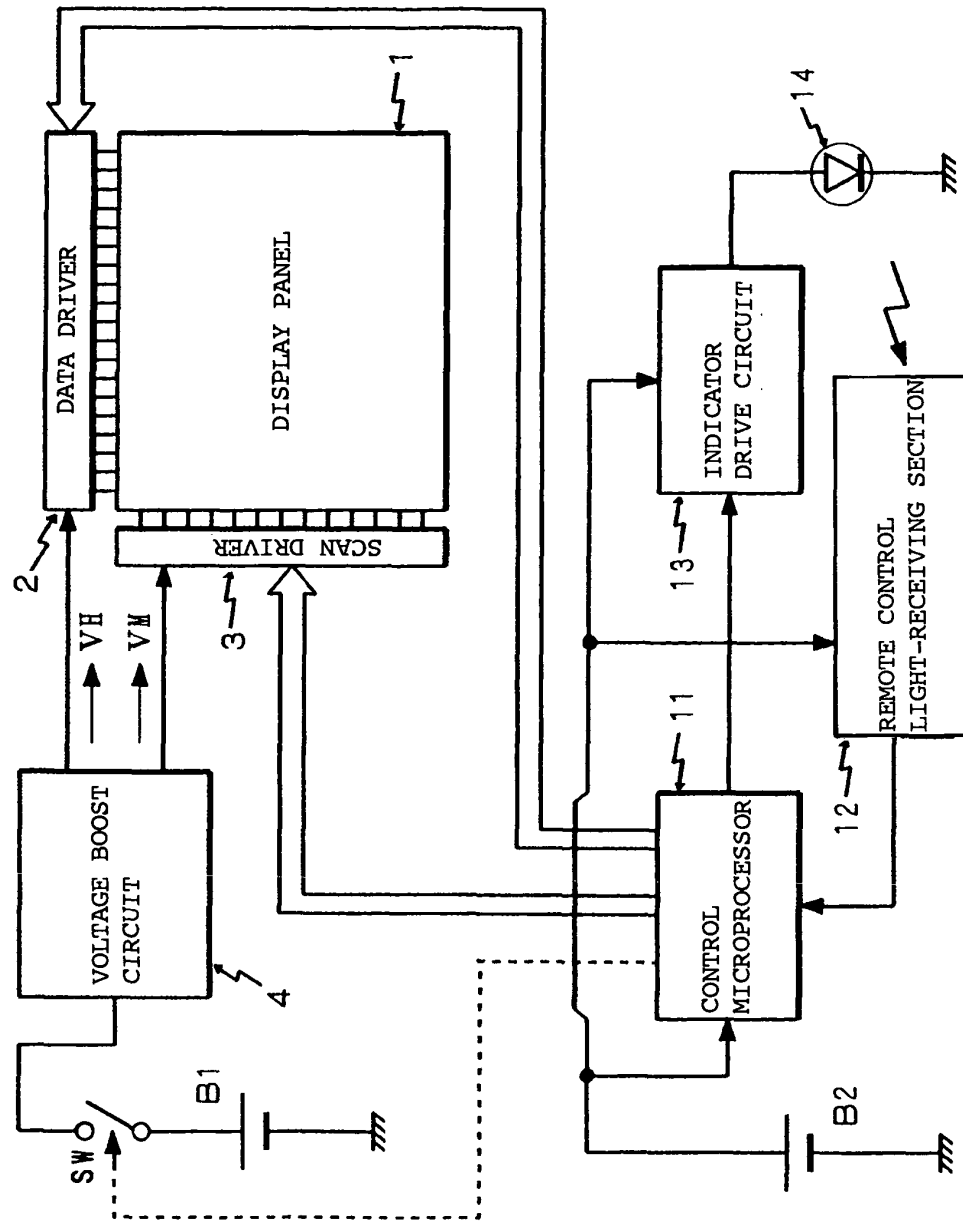 SW
B1
VOLTAGE BOOST
CIRCUIT
4
VH
VM
2
DATA DRIVER
3
SCAN DRIVER
DISPLAY PANEL
1
B2
CONTROL
MICROPROCESSOR
11
12
REMOTE CONTROL
LIGHT-RECEIVING SECTION
13
INDICATOR
DRIVE CIRCUIT
14